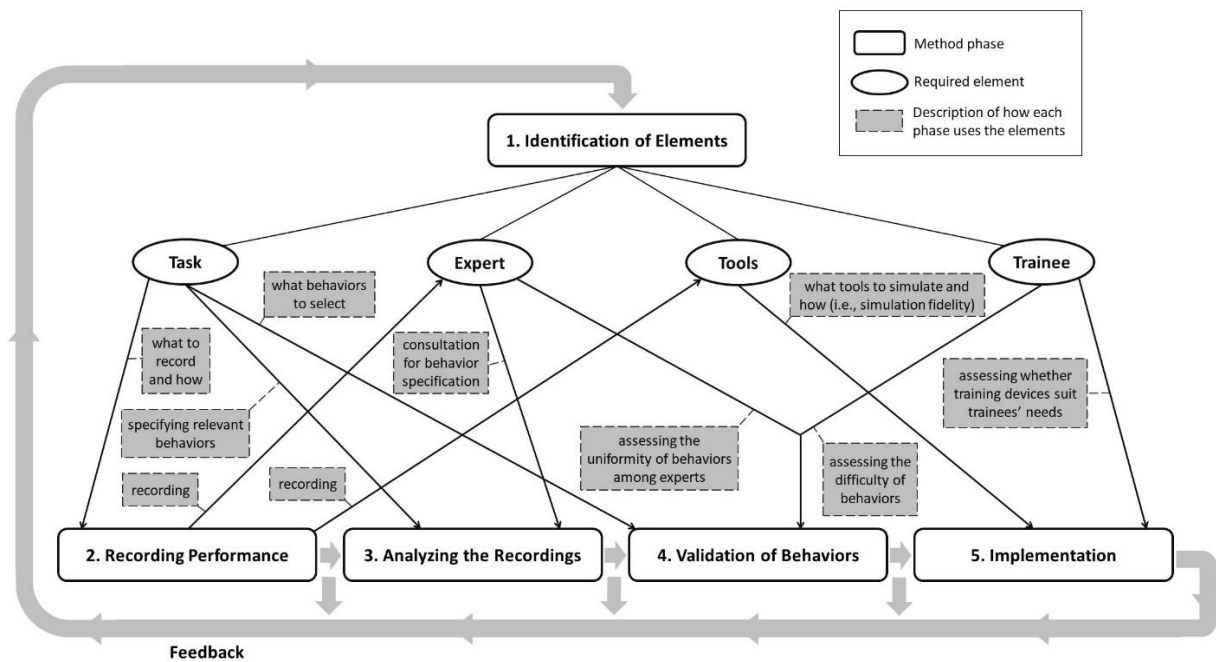 Method phase
Required element
Description of how each
phase uses the elements
1. Identification of Elements
Task
Expert
Tools
Trainee
what behaviors
to select
what tools to simulate and
how (i.e., simulation fidelity)
what to
record
and how
consultation
for behavior
specification
assessing whether
training devices suit
trainees' needs
specifying relevant
behaviors
assessing the
uniformity of behaviors
among experts
assessing the
difficulty of
behaviors
recording
recording
2. Recording Performance
3. Analyzing the Recordings
4. Validation of Behaviors
5. Implementation
Feedback